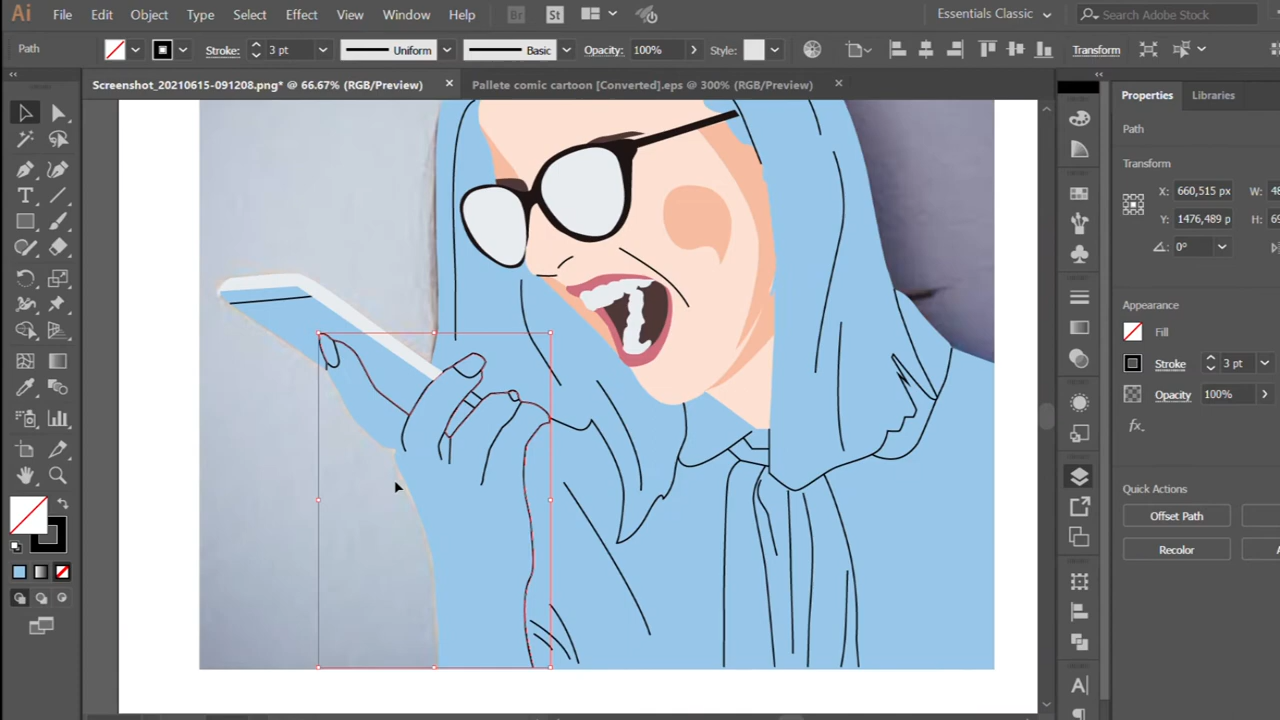 Ai File Edit Object Type Select Effect View Window Help Br St Essentials Classic Search Adobe Stock
Path Stroke: 3 pt Uniform Basic Opacity: 100% Style: Transform
Screenshot_20210615-091208.png* @ 66.67% (RGB/Preview) Pallete comic cartoon [Converted].eps @ 300% (RGB/Preview)
Properties Libraries
Path
Transform
X: 660,515 px W: 48
Y: 1476,489 p H: 69
0°
Appearance
Fill
Stroke 3 pt
Opacity 100%
fx
Quick Actions
Offset Path
Recolor